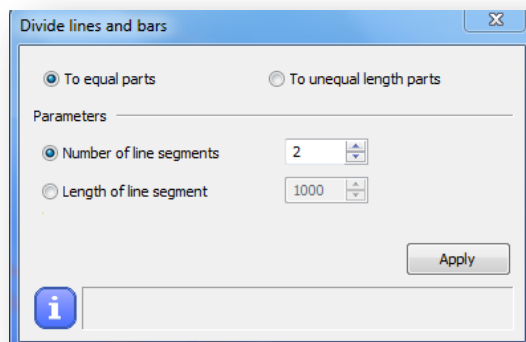 Divide lines and bars
To equal parts To unequal length parts
Parameters
Number of line segments 2
Length of line segment 1000
Apply